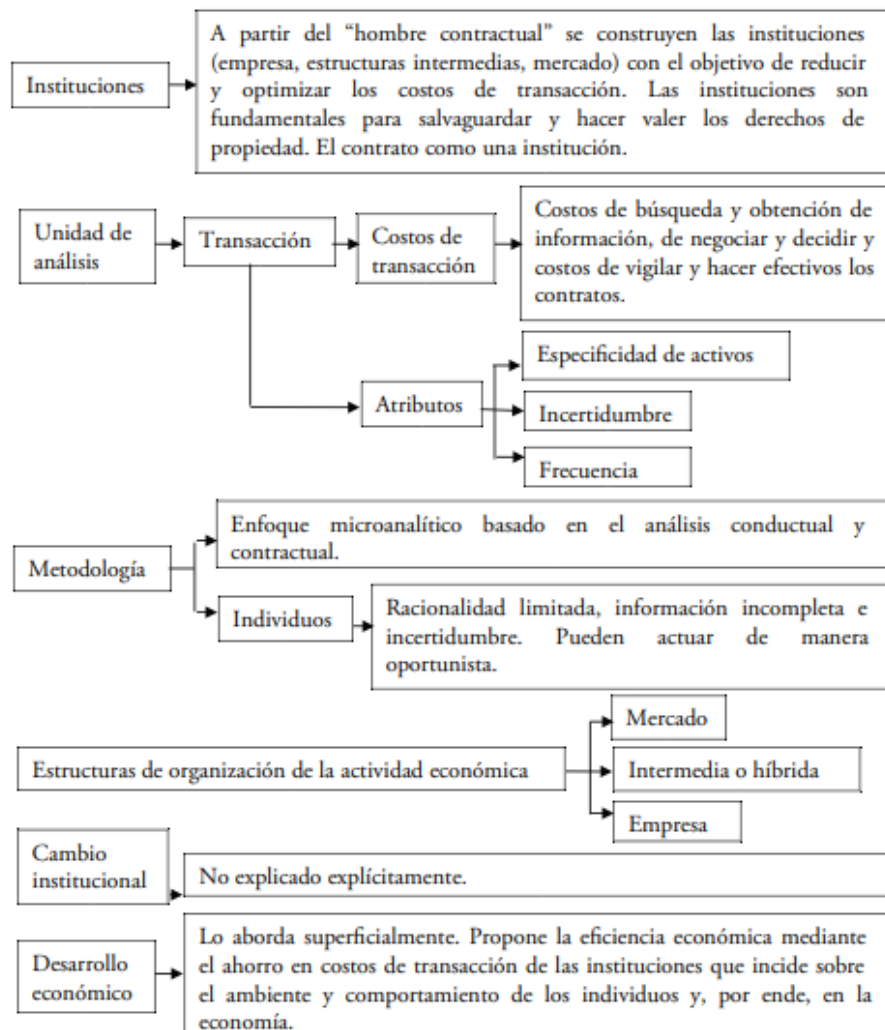 A partir del “hombre contractual” se construyen las instituciones
(empresa, estructuras intermedias, mercado) con el objetivo de reducir
y optimizar los costos de transacción. Las instituciones son
fundamentales para salvaguardar y hacer valer los derechos de
propiedad. El contrato como una institución.
Instituciones
Unidad de
análisis
Transacción
Costos de
transacción
Costos de búsqueda y obtención de
información, de negociar y decidir y
costos de vigilar y hacer efectivos los
contratos.
Atributos
Especificidad de activos
Incertidumbre
Frecuencia
Metodología
Enfoque microanalítico basado en el análisis conductual y
contractual.
Individuos
Racionalidad limitada, información incompleta e
incertidumbre. Pueden actuar de manera
oportunista.
Estructuras de organización de la actividad económica
Mercado
Intermedia o híbrida
Empresa
Cambio
institucional
No explicado explícitamente.
Desarrollo
económico
Lo aborda superficialmente. Propone la eficiencia económica mediante
el ahorro en costos de transacción de las instituciones que incide sobre
el ambiente y comportamiento de los individuos y, por ende, en la
economía.